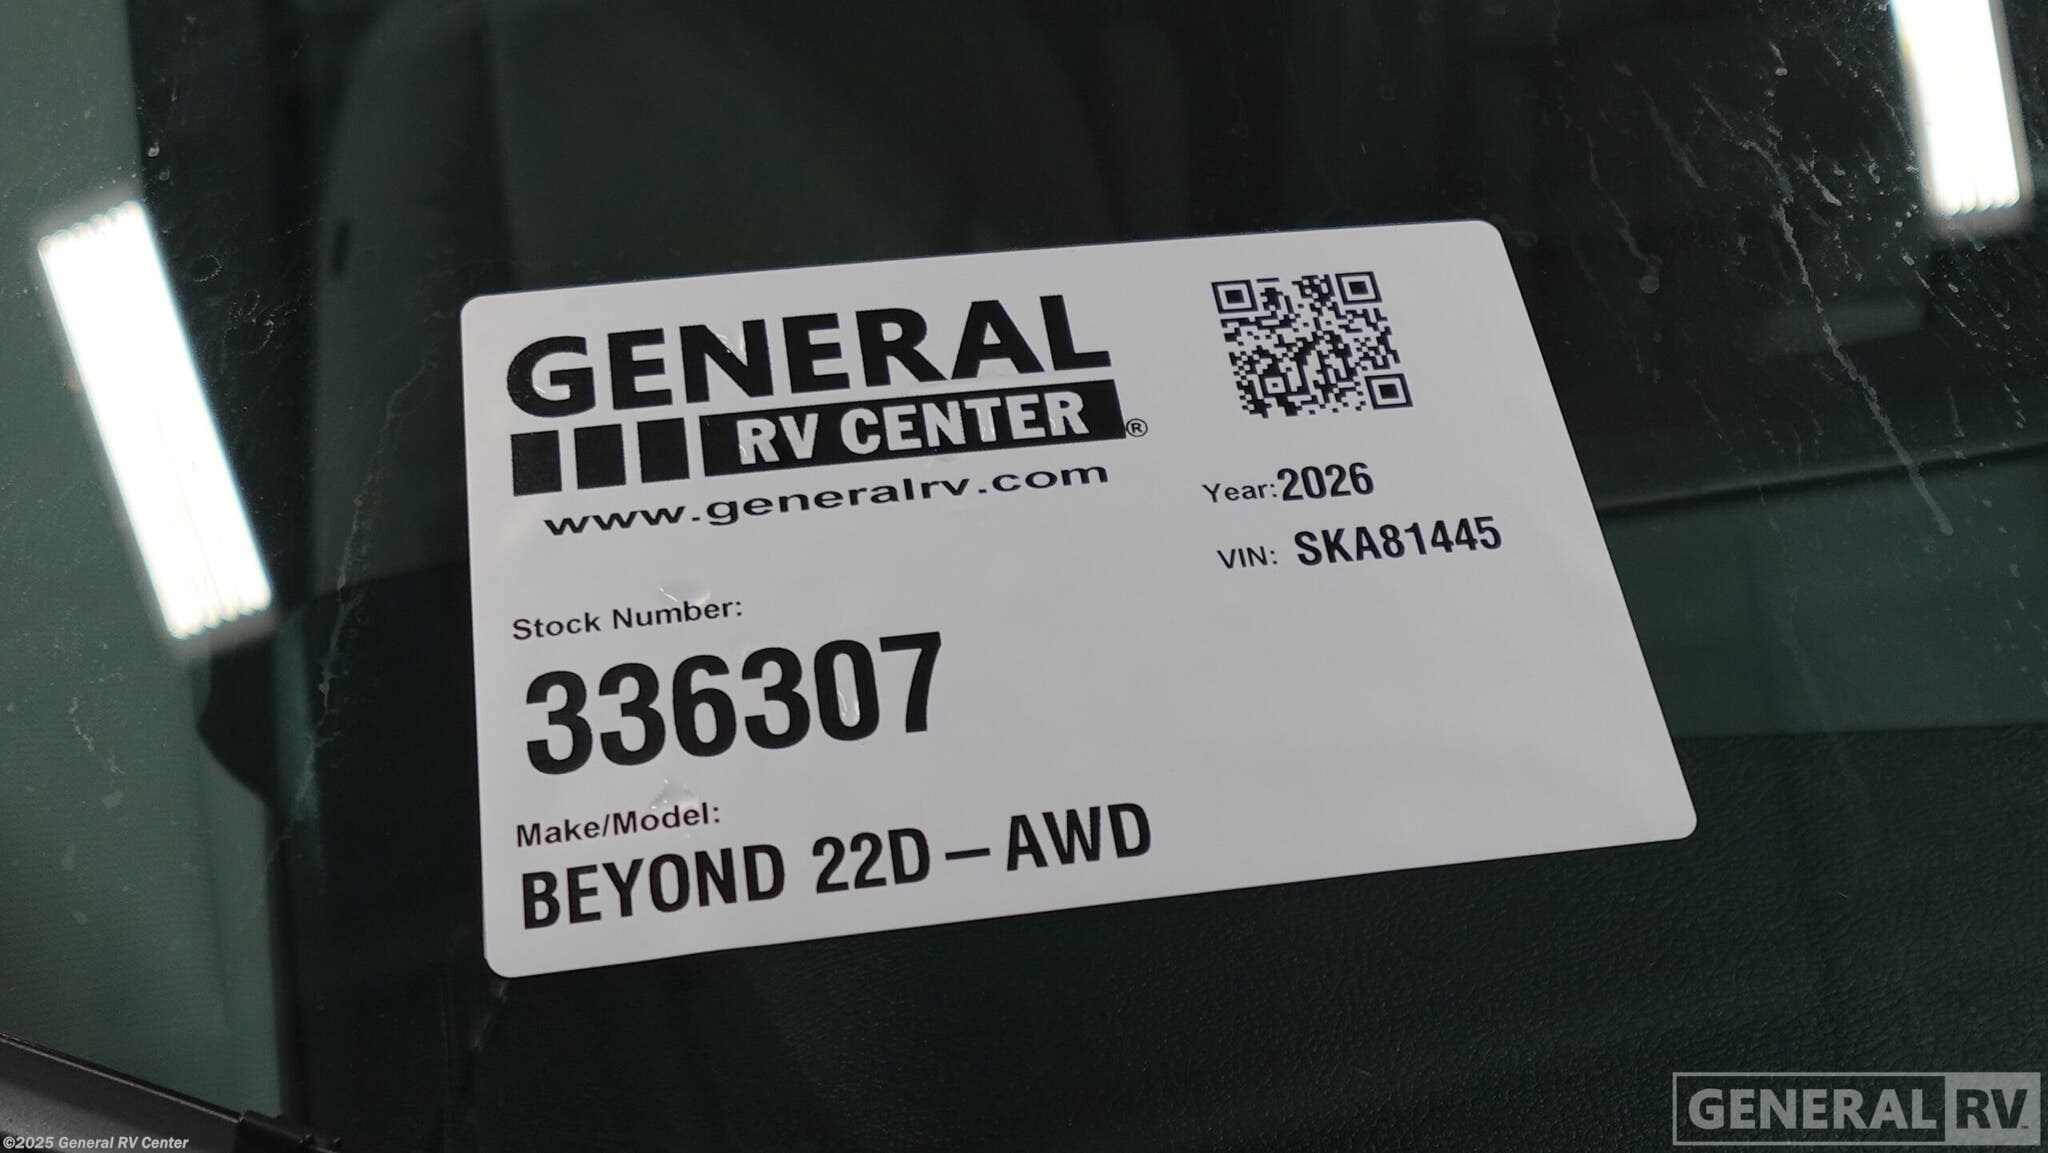 GENERAL
RV CENTER®
www.generalrv.com
Year: 2026
VIN: SKA81445
Stock Number:
336307
Make/Model:
BEYOND 22D – AWD
©2025 General RV Center
GENERAL RV™